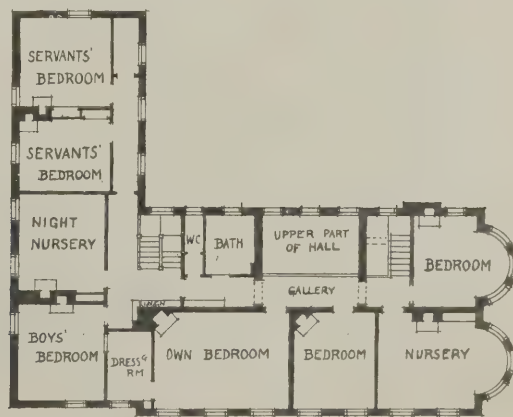 SERVANTS'
BEDROOM
SERVANTS'
BEDROOM
NIGHT
NURSERY
WC
BATH
UPPER PART
OF HALL
BEDROOM
GALLERY
LINEN
BOYS'
BEDROOM
DRESSG
RM
OWN BEDROOM
BEDROOM
NURSERY